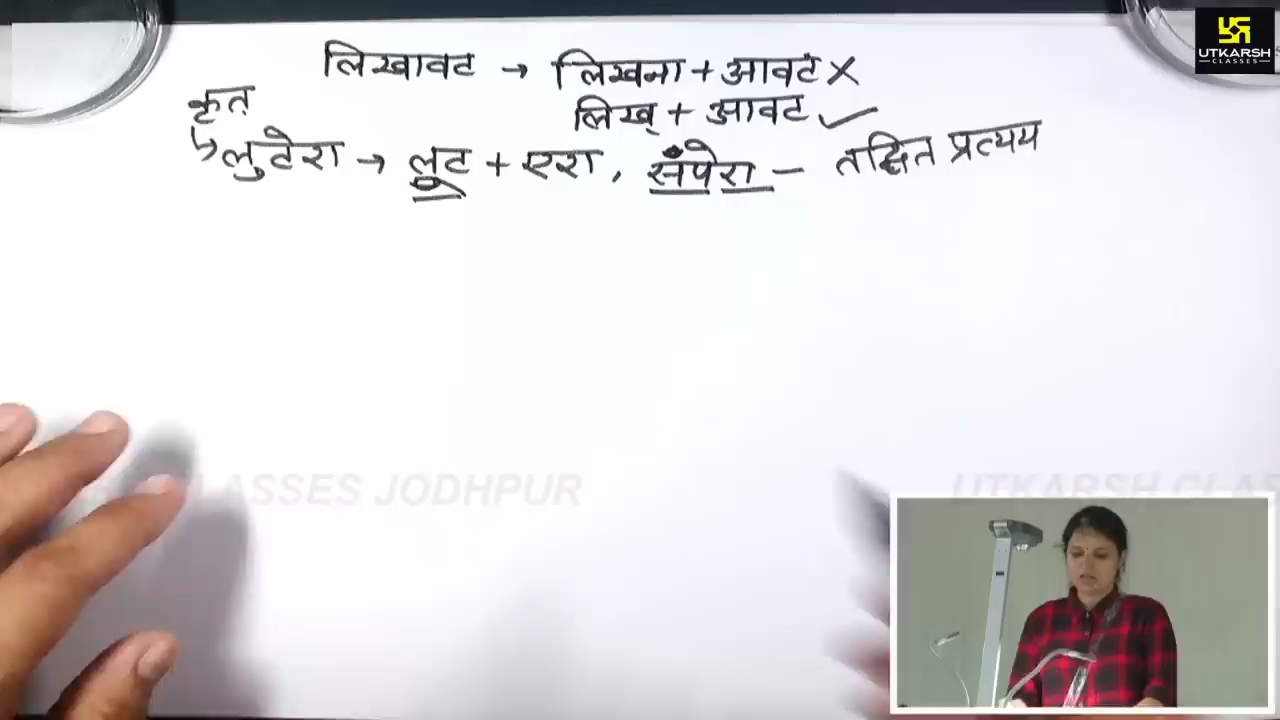 UTKARSH
CLASSES
लिखावट → लिखना + आवट ×
लिख् + आवट ✓
कृत्
↳ लुटेरा → लूट + एरा, सँपेरा – तद्धित प्रत्यय
CLASSES JODHPUR
UTKARSH CLAS